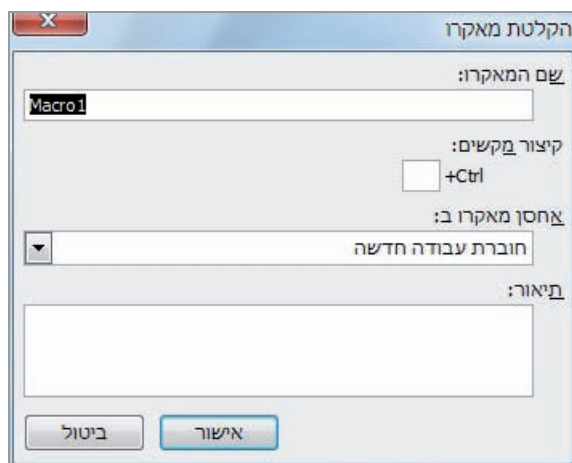 הקלטת מאקרו
שם המאקרו:
Macro1
קיצור מקשים:
Ctrl+
אחסן מאקרו ב:
חוברת עבודה חדשה
תיאור:
אישור
ביטול